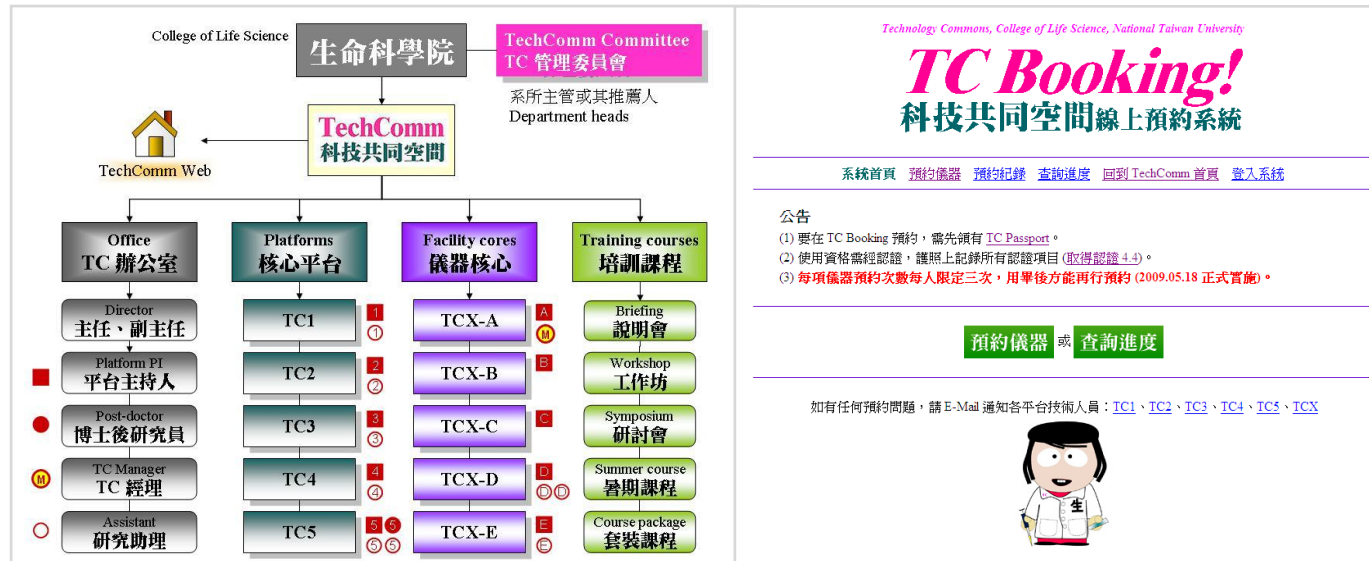 College of Life Science
生命科學院
TechComm Committee
TC 管理委員會
系所主管或其推薦人
Department heads
TechComm
科技共同空間
TechComm Web
Office
TC 辦公室
Director
主任、副主任
Platform PI
平台主持人
Post-doctor
博士後研究員
M
TC Manager
TC 經理
Assistant
研究助理
Platforms
核心平台
TC1
1
1
TC2
2
2
TC3
3
3
TC4
4
4
TC5
5 5
5 5
Facility cores
儀器核心
TCX-A
A
M
TCX-B
B
TCX-C
C
TCX-D
D
D D
TCX-E
E
E
Training courses
培訓課程
Briefing
說明會
Workshop
工作坊
Symposium
研討會
Summer course
暑期課程
Course package
套裝課程
Technology Commons, College of Life Science, National Taiwan University
TC Booking!
科技共同空間線上預約系統
系統首頁 預約儀器 預約紀錄 查詢進度 回到 TechComm 首頁 登入系統
公告
(1) 要在 TC Booking 預約，需先領有 TC Passport。
(2) 使用資格需經認證，護照上記錄所有認證項目 (取得認證 4.4)。
(3) 每項儀器預約次數每人限定三次，用畢後方能再行預約 (2009.05.18 正式實施)。
預約儀器 或 查詢進度
如有任何預約問題，請 E-Mail 通知各平台技術人員：TC1、TC2、TC3、TC4、TC5、TCX
生